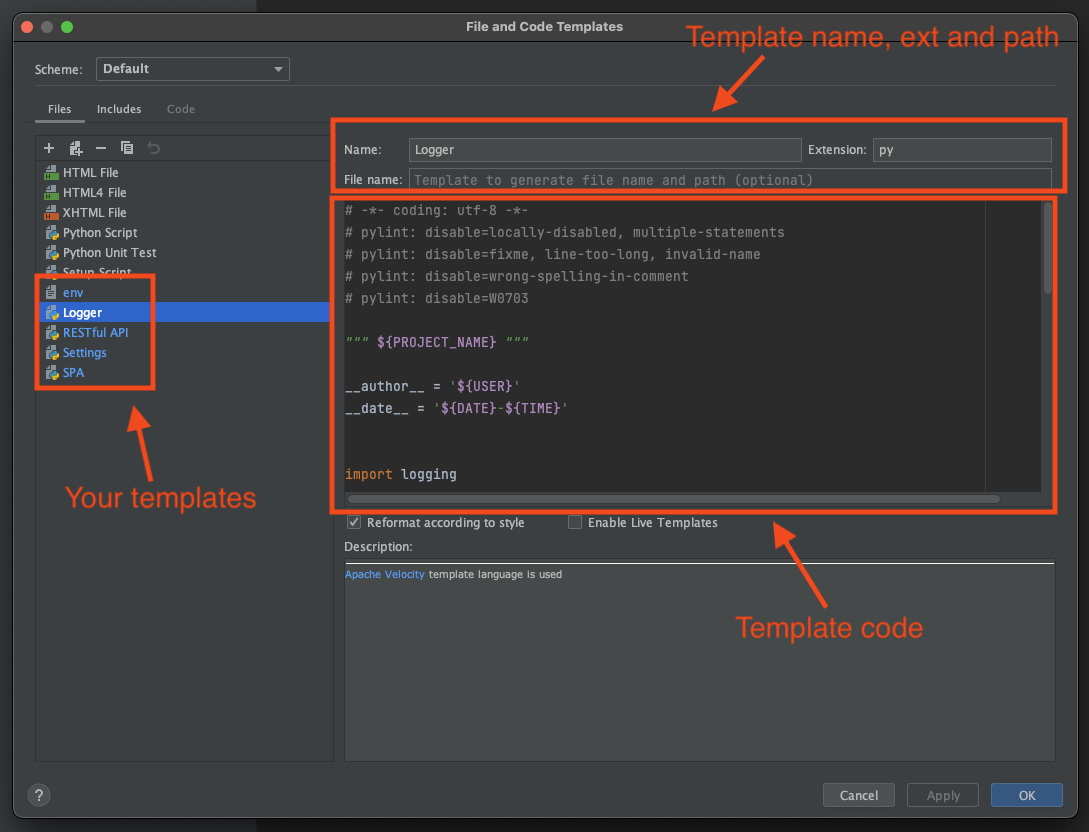 File and Code Templates
Template name, ext and path
Scheme: Default
Files Includes Code
Name: Logger Extension: py
File name: Template to generate file name and path (optional)
HTML File
HTML4 File
XHTML File
Python Script
Python Unit Test
Setup Script
env
Logger
RESTful API
Settings
SPA
Your templates
# -*- coding: utf-8 -*-
# pylint: disable=locally-disabled, multiple-statements
# pylint: disable=fixme, line-too-long, invalid-name
# pylint: disable=wrong-spelling-in-comment
# pylint: disable=W0703
""" ${PROJECT_NAME} """
__author__ = '${USER}'
__date__ = '${DATE}-${TIME}'
import logging
Reformat according to style Enable Live Templates
Description:
Apache Velocity template language is used
Template code
? Cancel Apply OK